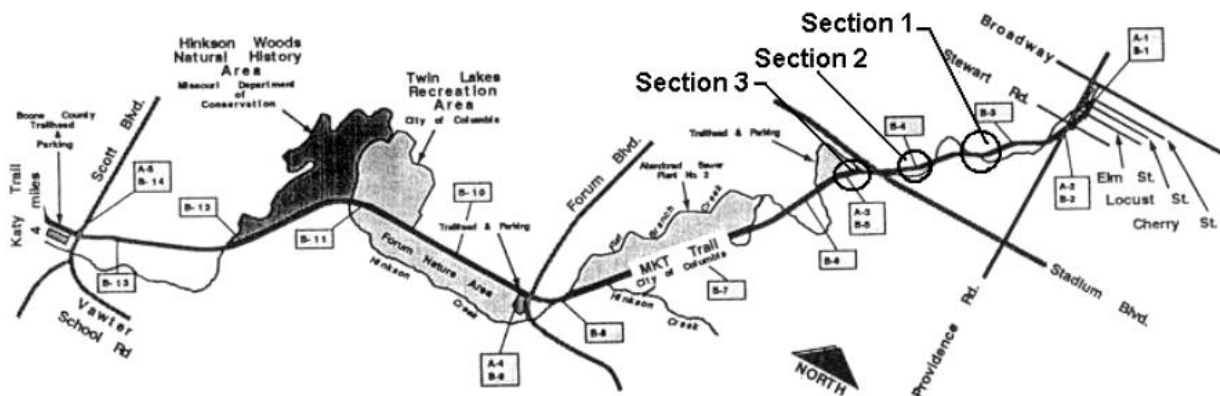 Section 1
Section 2
Section 3
Broadway
A-1
B-1
Stewart Rd.
Hinkson Woods
Natural History
Area
Missouri Department
of
Conservation
Twin Lakes
Recreation
Area
City of Columbia
Boone County
Trailhead
&
Parking
Scott Blvd.
A-5
B-14
Katy Trail
4 miles
B-12
B-11
B-13
Vawter
School Rd
B-10
Trailhead & Parking
Forum Blvd.
Forum Nature Area
Hinkson
Creek
A-4
B-9
B-8
Abandoned Sewer
Plant No. 2
Flat Branch Creek
MKT Trail
City of Columbia
B-7
Hinkson
Creek
Trailhead & Parking
B-4
B-3
A-3
B-5
B-6
A-2
B-2
Elm St.
Locust St.
Cherry St.
Stadium Blvd.
Providence Rd.
NORTH